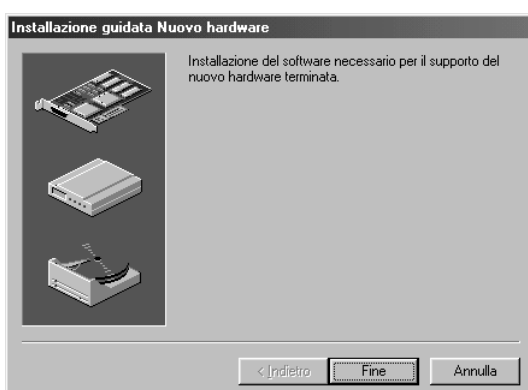 Installazione guidata Nuovo hardware
Installazione del software necessario per il supporto del
nuovo hardware terminata.
< Indietro
Fine
Annulla